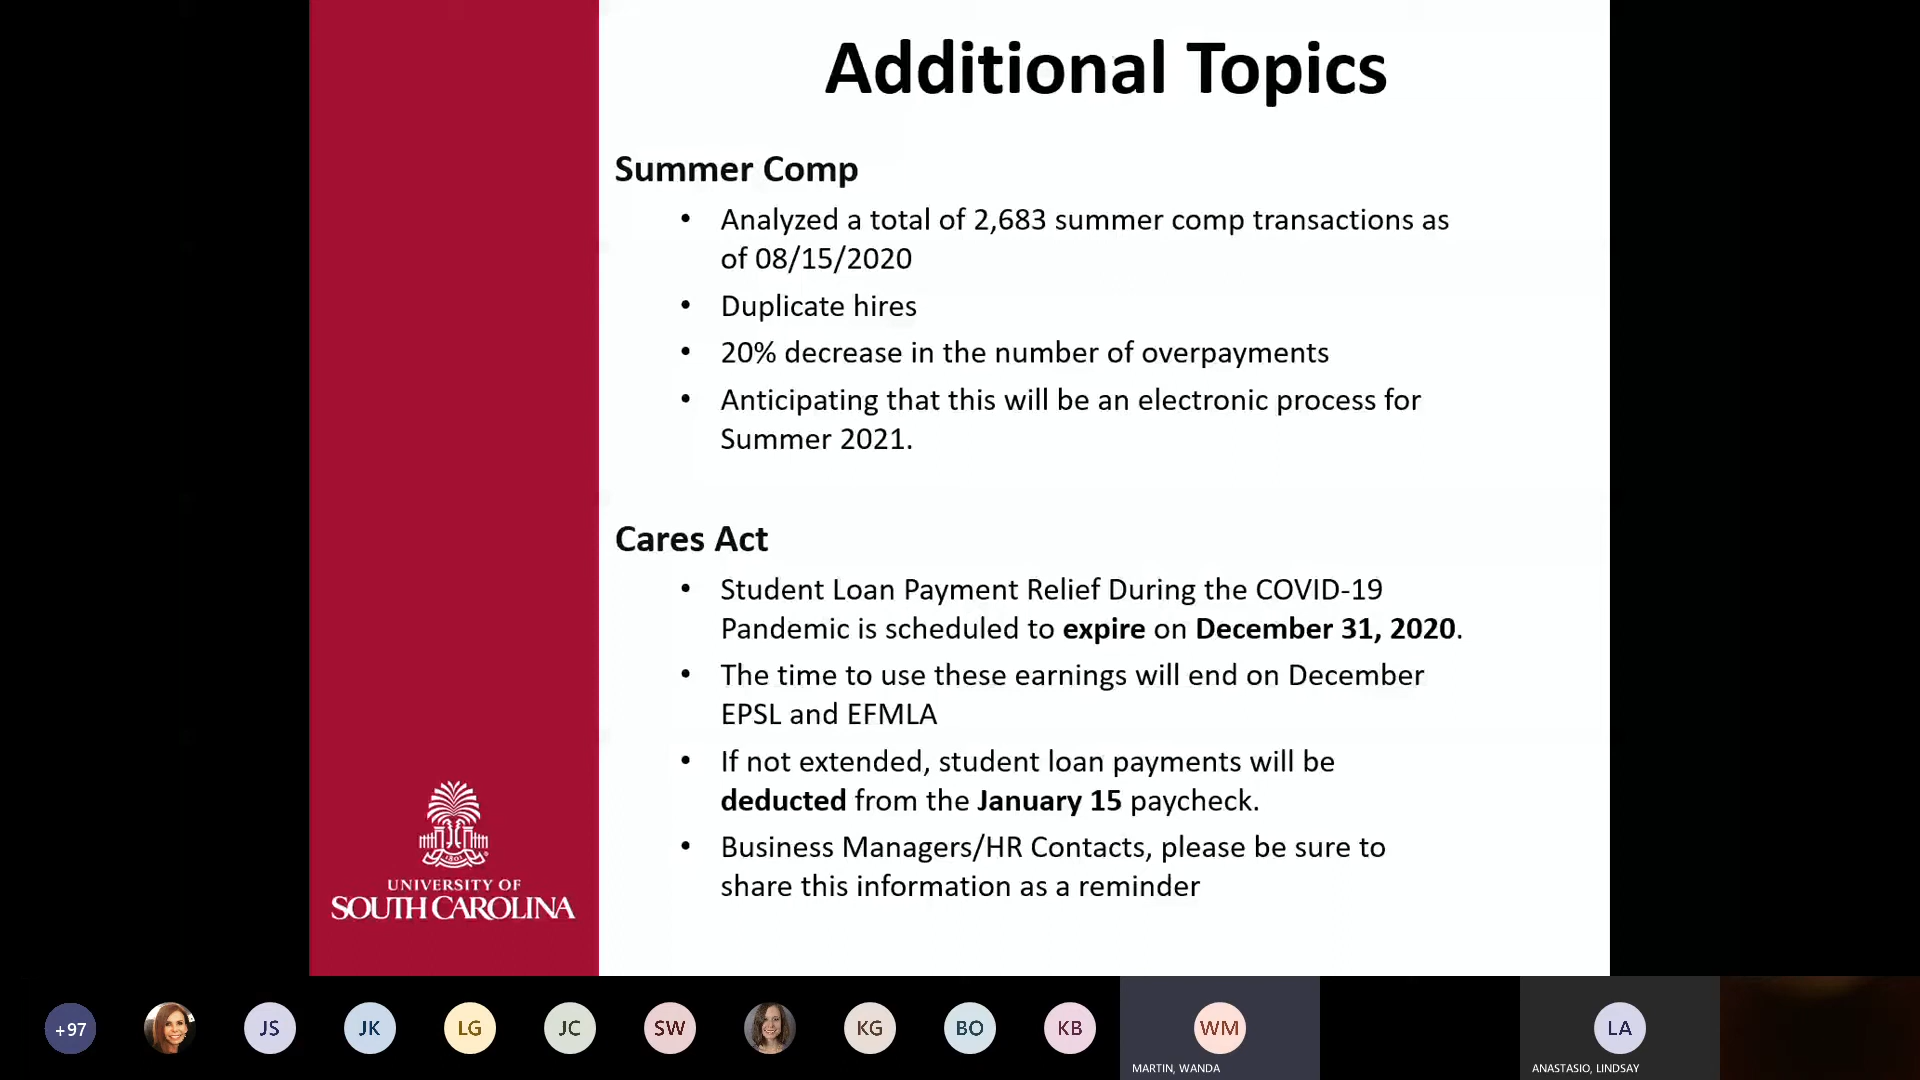 Additional Topics
Summer Comp
• Analyzed a total of 2,683 summer comp transactions as
of 08/15/2020
• Duplicate hires
• 20% decrease in the number of overpayments
• Anticipating that this will be an electronic process for
Summer 2021.
Cares Act
• Student Loan Payment Relief During the COVID-19
Pandemic is scheduled to expire on December 31, 2020.
• The time to use these earnings will end on December
EPSL and EFMLA
• If not extended, student loan payments will be
deducted from the January 15 paycheck.
• Business Managers/HR Contacts, please be sure to
share this information as a reminder
1801
UNIVERSITY OF
SOUTH CAROLINA
+97
JS
JK
LG
JC
SW
KG
BO
KB
WM
MARTIN, WANDA
LA
ANASTASIO, LINDSAY